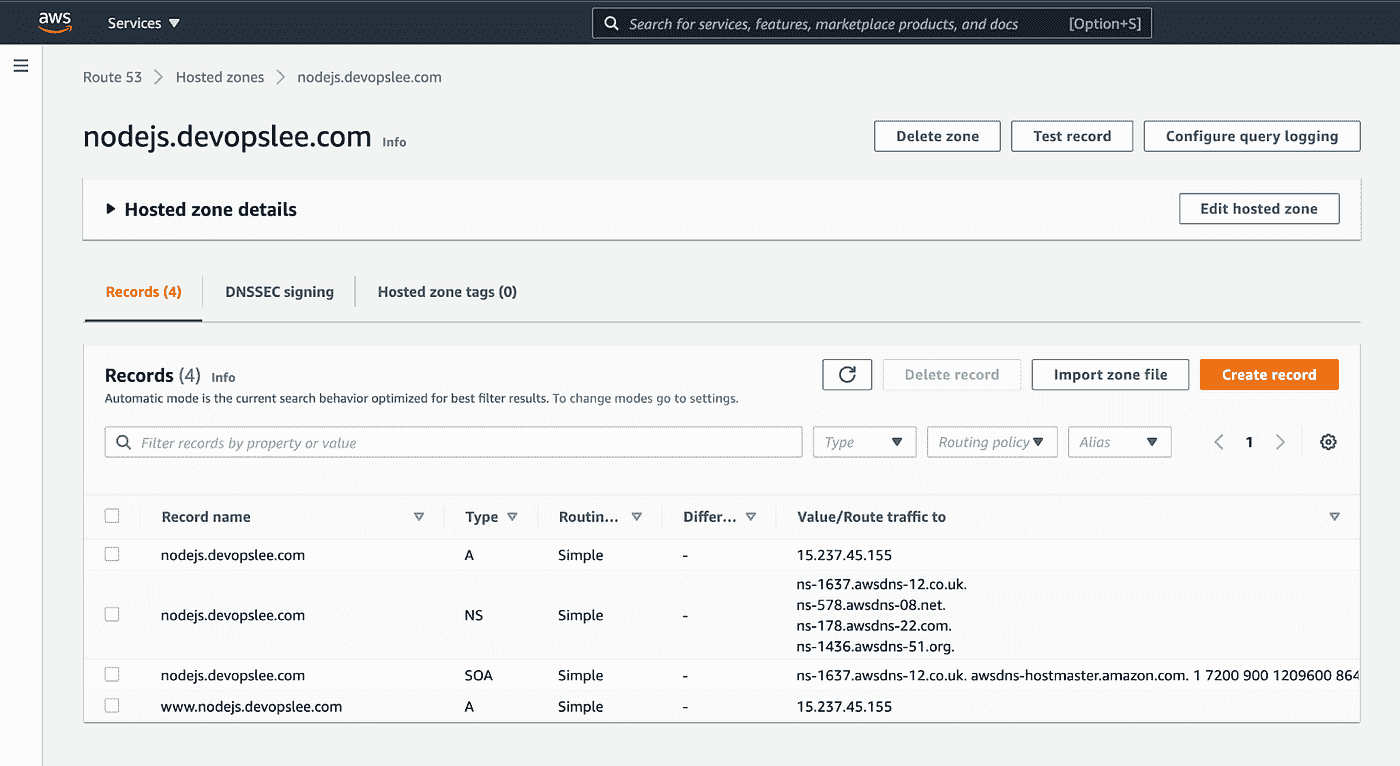 aws Services Search for services, features, marketplace products, and docs [Option+S]
Route 53 Hosted zones nodejs.devopslee.com
nodejs.devopslee.com Info Delete zone Test record Configure query logging
Hosted zone details Edit hosted zone
Records (4) DNSSEC signing Hosted zone tags (0)
Records (4) Info Delete record Import zone file Create record
Automatic mode is the current search behavior optimized for best filter results. To change modes go to settings.
Filter records by property or value Type Routing policy Alias 1
Record name Type Routin... Differ... Value/Route traffic to
nodejs.devopslee.com A Simple - 15.237.45.155
nodejs.devopslee.com NS Simple - ns-1637.awsdns-12.co.uk.
ns-578.awsdns-08.net.
ns-178.awsdns-22.com.
ns-1436.awsdns-51.org.
nodejs.devopslee.com SOA Simple - ns-1637.awsdns-12.co.uk. awsdns-hostmaster.amazon.com. 1 7200 900 1209600 864
www.nodejs.devopslee.com A Simple - 15.237.45.155